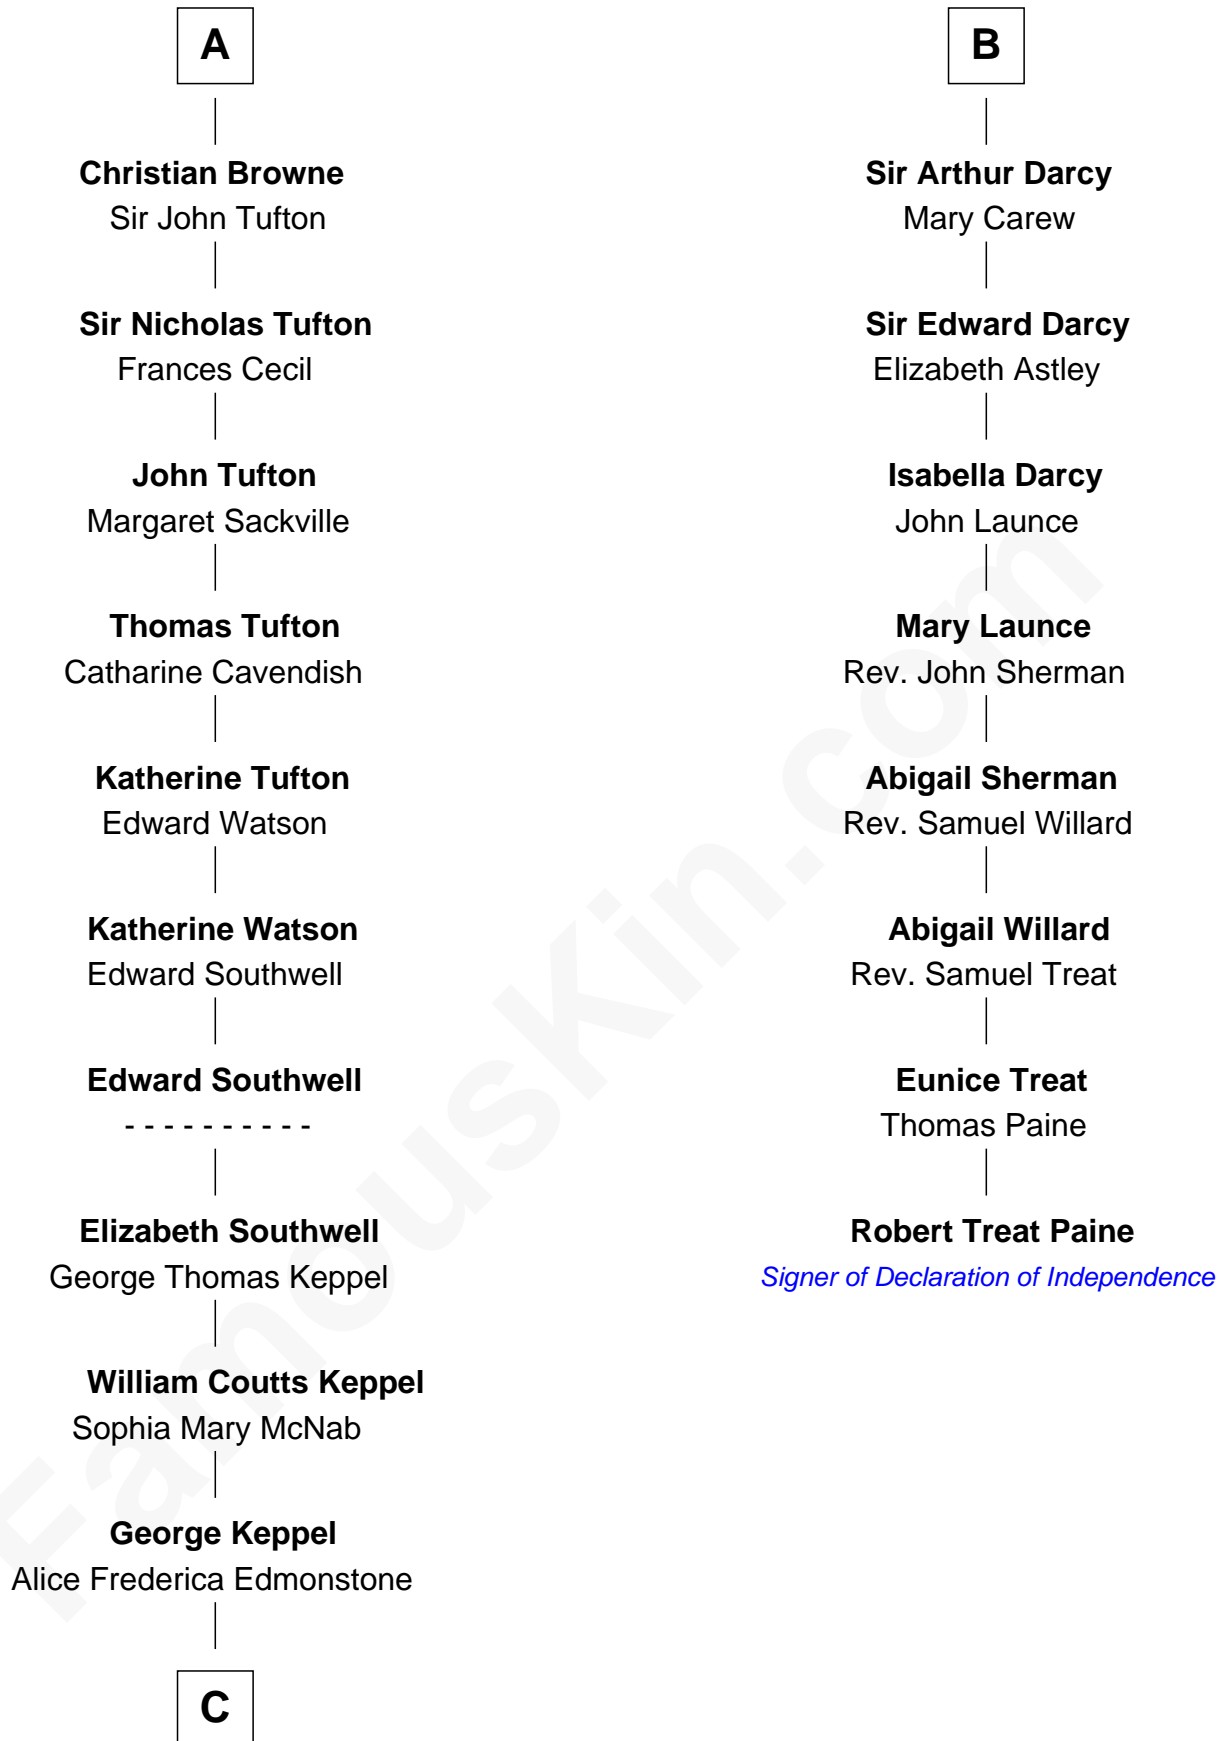 A
Christian Browne
Sir John Tufton
Sir Nicholas Tufton
Frances Cecil
John Tufton
Margaret Sackville
Thomas Tufton
Catharine Cavendish
Katherine Tufton
Edward Watson
Katherine Watson
Edward Southwell
Edward Southwell
- - - - - - - - - -
Elizabeth Southwell
George Thomas Keppel
William Coutts Keppel
Sophia Mary McNab
George Keppel
Alice Frederica Edmonstone
C
B
Sir Arthur Darcy
Mary Carew
Sir Edward Darcy
Elizabeth Astley
Isabella Darcy
John Launce
Mary Launce
Rev. John Sherman
Abigail Sherman
Rev. Samuel Willard
Abigail Willard
Rev. Samuel Treat
Eunice Treat
Thomas Paine
Robert Treat Paine
Signer of Declaration of Independence
FamousKin.com